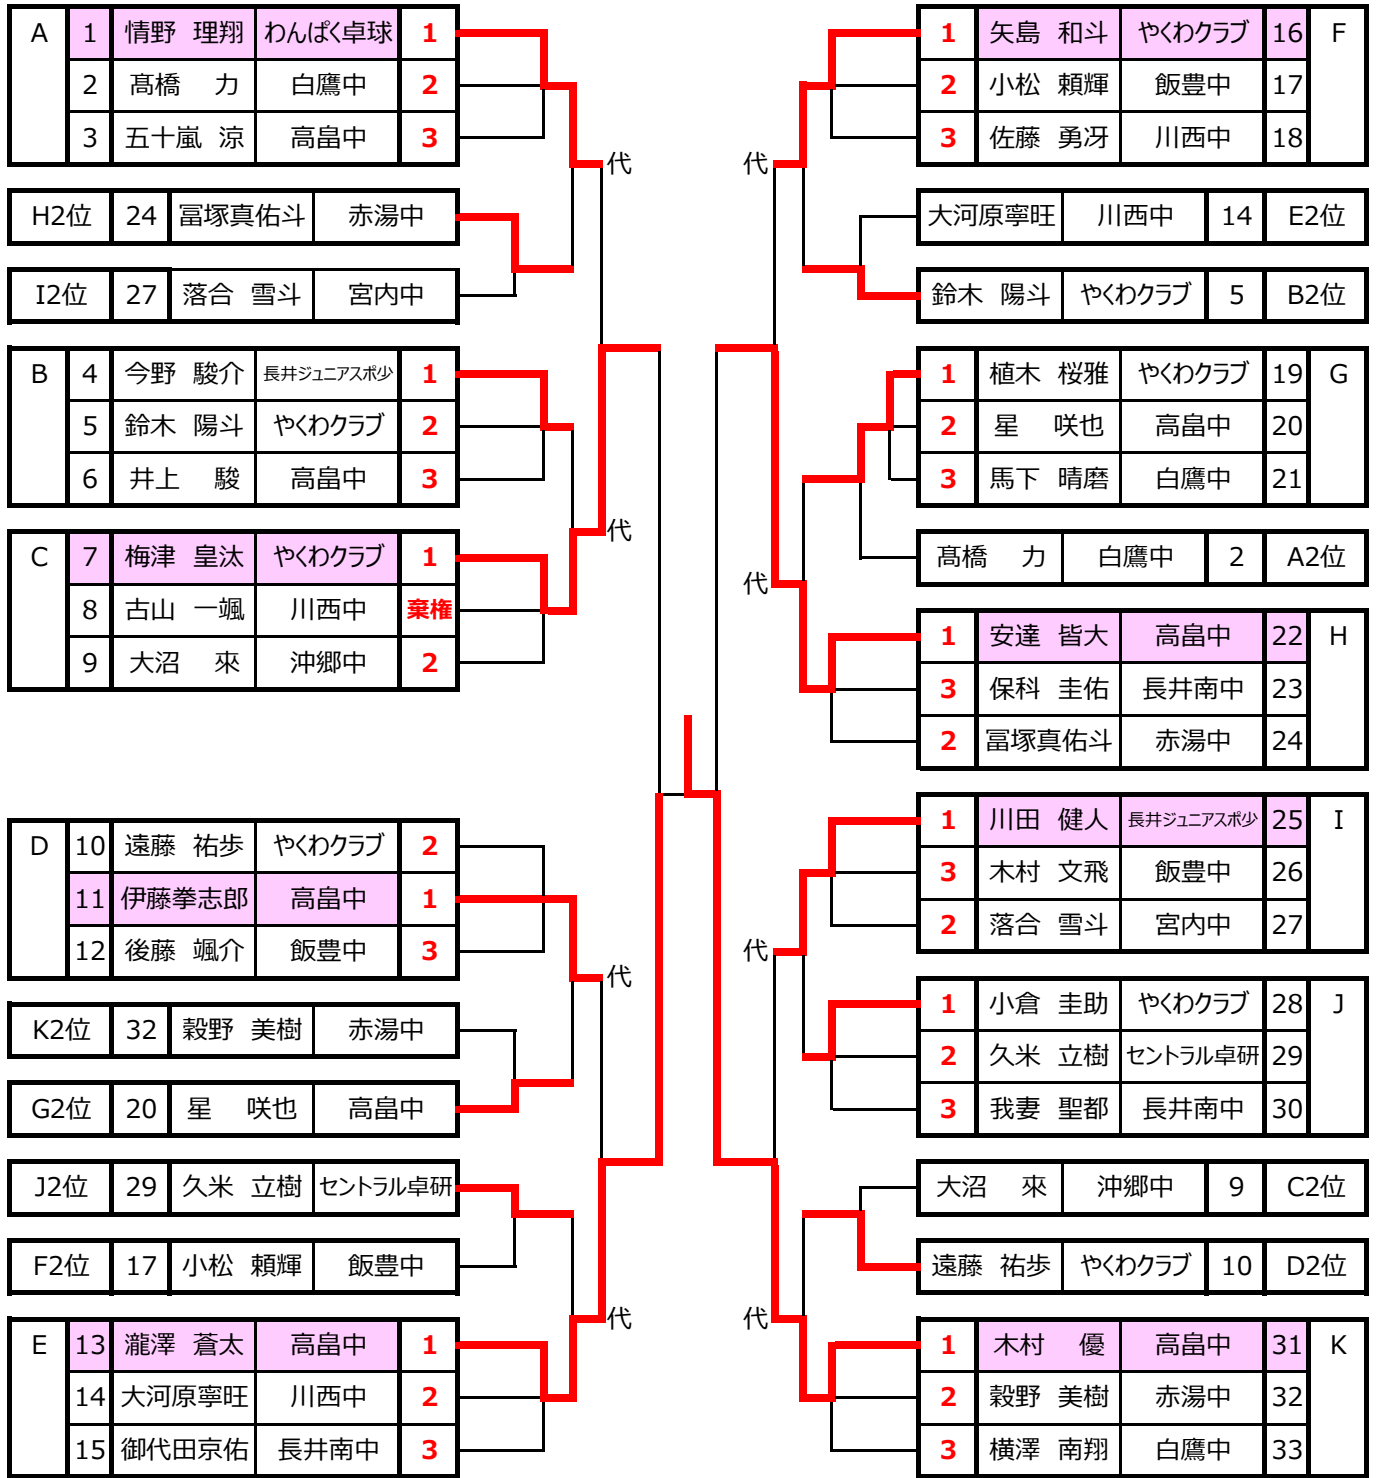 A 1 情野 理翔 わんぱく卓球 1
2 髙橋 力 白鷹中 2
3 五十嵐 涼 高畠中 3
代
H2位 24 冨塚真佑斗 赤湯中
I2位 27 落合 雪斗 宮内中
B 4 今野 駿介 長井ジュニアスポ少 1
5 鈴木 陽斗 やくわクラブ 2
6 井上 駿 高畠中 3
代
C 7 梅津 皇汰 やくわクラブ 1
8 古山 一颯 川西中 棄権
9 大沼 來 沖郷中 2
D 10 遠藤 祐歩 やくわクラブ 2
11 伊藤拳志郎 高畠中 1
12 後藤 颯介 飯豊中 3
代
K2位 32 穀野 美樹 赤湯中
G2位 20 星 咲也 高畠中
J2位 29 久米 立樹 セントラル卓研
F2位 17 小松 頼輝 飯豊中
代
E 13 瀧澤 蒼太 高畠中 1
14 大河原寧旺 川西中 2
15 御代田京佑 長井南中 3
1 矢島 和斗 やくわクラブ 16 F
2 小松 頼輝 飯豊中 17
3 佐藤 勇冴 川西中 18
代
大河原寧旺 川西中 14 E2位
鈴木 陽斗 やくわクラブ 5 B2位
1 植木 桜雅 やくわクラブ 19 G
2 星 咲也 高畠中 20
3 馬下 晴磨 白鷹中 21
髙橋 力 白鷹中 2 A2位
代
1 安達 皆大 高畠中 22 H
3 保科 圭佑 長井南中 23
2 冨塚真佑斗 赤湯中 24
1 川田 健人 長井ジュニアスポ少 25 I
3 木村 文飛 飯豊中 26
2 落合 雪斗 宮内中 27
代
1 小倉 圭助 やくわクラブ 28 J
2 久米 立樹 セントラル卓研 29
3 我妻 聖都 長井南中 30
大沼 來 沖郷中 9 C2位
遠藤 祐歩 やくわクラブ 10 D2位
代
1 木村 優 高畠中 31 K
2 穀野 美樹 赤湯中 32
3 横澤 南翔 白鷹中 33